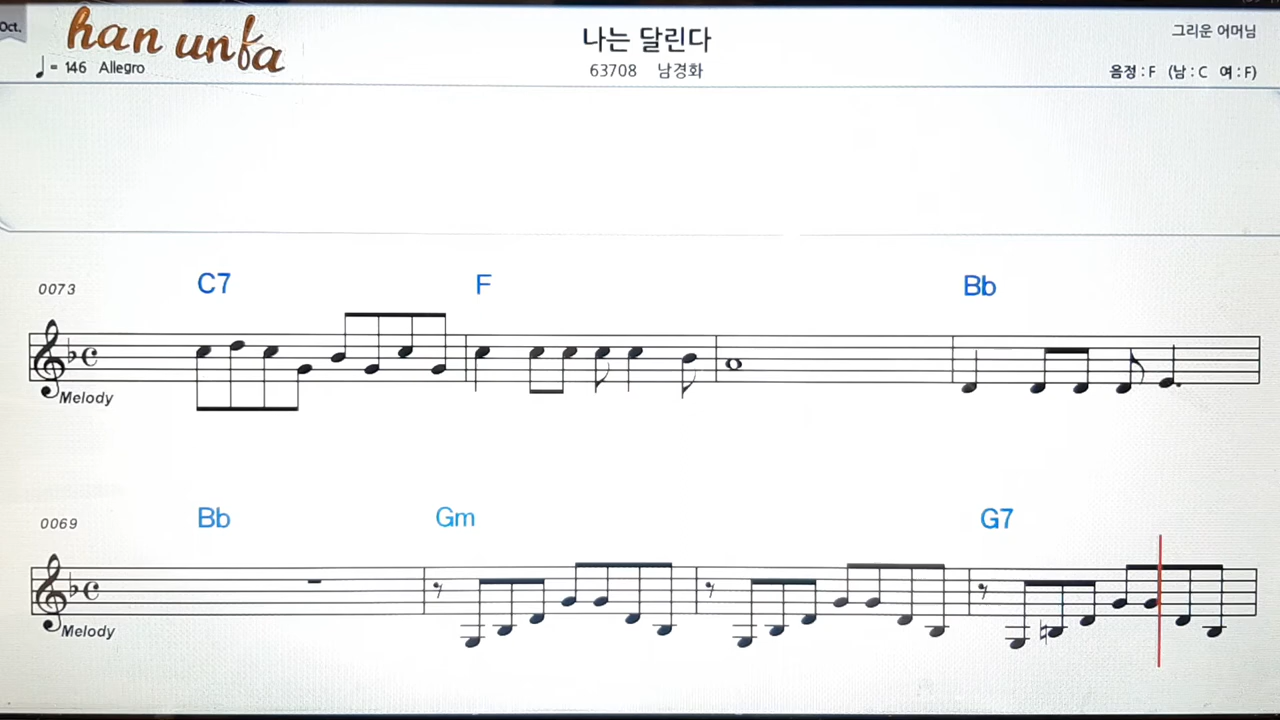 Oct.
han unfa
나는 달린다
그리운 어머님
♩ = 146 Allegro
63708 남경화
음정 : F (남 : C 여 : F)
0073
C7 F Bb
Melody
0069
Bb Gm G7
Melody